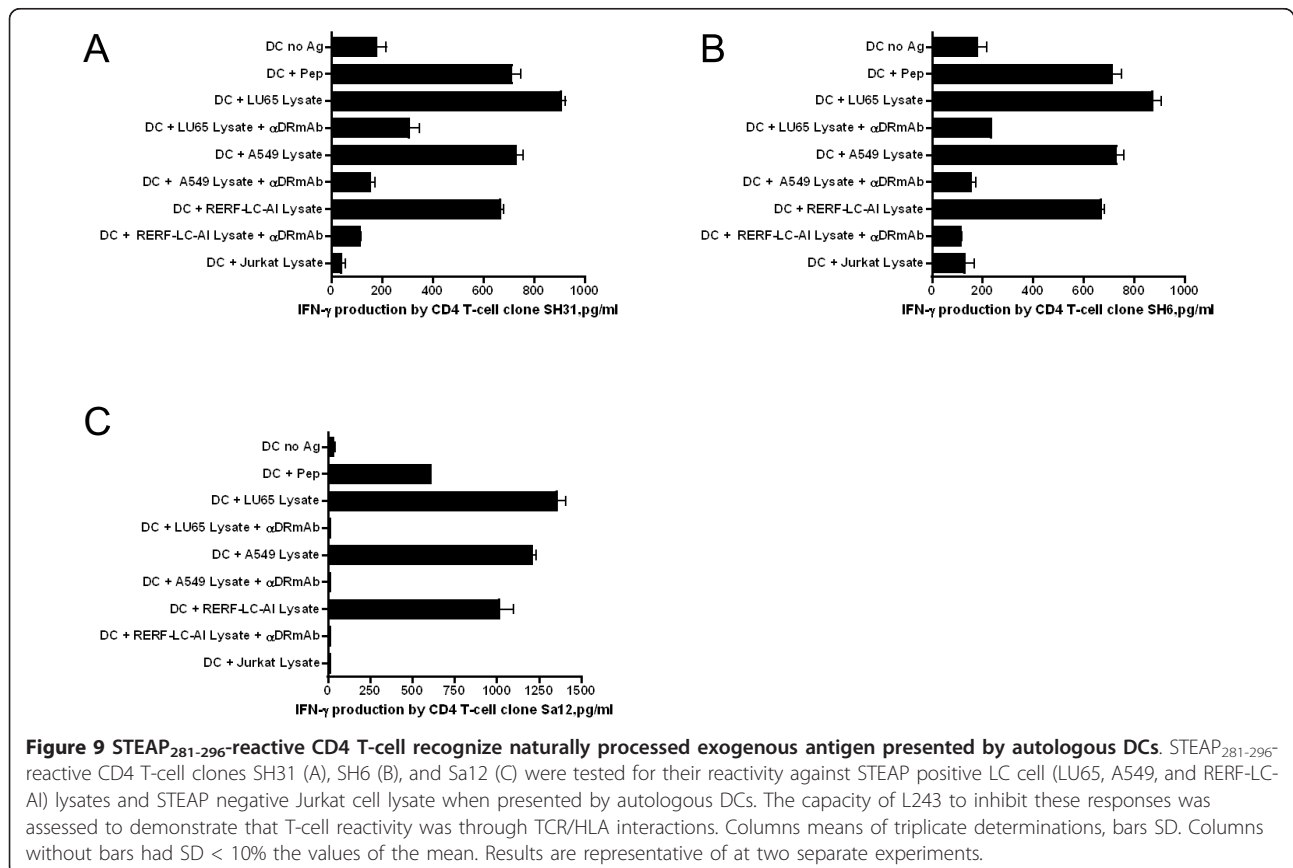 A
DC no Ag
DC + Pep
DC + LU65 Lysate
DC + LU65 Lysate + αDRmAb
DC + A549 Lysate
DC + A549 Lysate + αDRmAb
DC + RERF-LC-AI Lysate
DC + RERF-LC-AI Lysate + αDRmAb
DC + Jurkat Lysate
0 200 400 600 800 1000
IFN-γ production by CD4 T-cell clone SH31,pg/ml
B
DC no Ag
DC + Pep
DC + LU65 Lysate
DC + LU65 Lysate + αDRmAb
DC + A549 Lysate
DC + A549 Lysate + αDRmAb
DC + RERF-LC-AI Lysate
DC + RERF-LC-AI Lysate + αDRmAb
DC + Jurkat Lysate
0 200 400 600 800 1000
IFN-γ production by CD4 T-cell clone SH6,pg/ml
C
DC no Ag
DC + Pep
DC + LU65 Lysate
DC + LU65 Lysate + αDRmAb
DC + A549 Lysate
DC + A549 Lysate + αDRmAb
DC + RERF-LC-AI Lysate
DC + RERF-LC-AI Lysate + αDRmAb
DC + Jurkat Lysate
0 250 500 750 1000 1250 1500
IFN-γ production by CD4 T-cell clone Sa12,pg/ml
Figure 9 STEAP281-296-reactive CD4 T-cell recognize naturally processed exogenous antigen presented by autologous DCs. STEAP281-296-
reactive CD4 T-cell clones SH31 (A), SH6 (B), and Sa12 (C) were tested for their reactivity against STEAP positive LC cell (LU65, A549, and RERF-LC-
AI) lysates and STEAP negative Jurkat cell lysate when presented by autologous DCs. The capacity of L243 to inhibit these responses was
assessed to demonstrate that T-cell reactivity was through TCR/HLA interactions. Columns means of triplicate determinations, bars SD. Columns
without bars had SD < 10% the values of the mean. Results are representative of at two separate experiments.